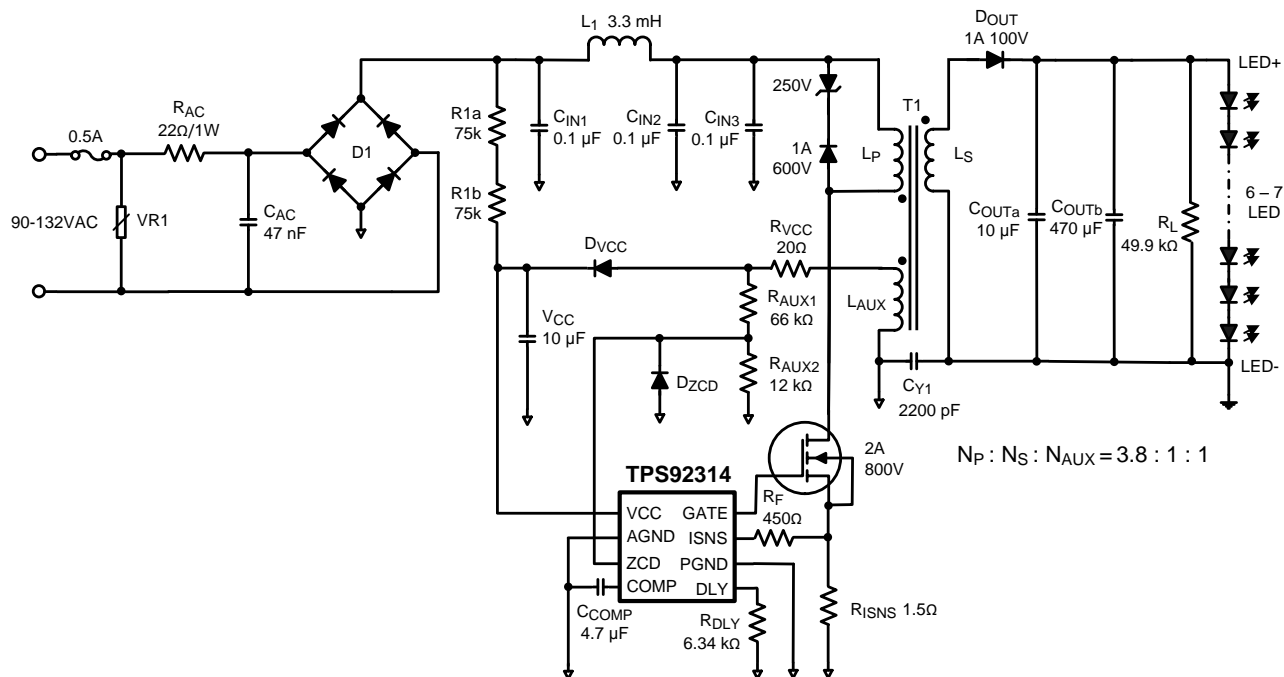 L1 3.3 mH
DOUT
1A 100V
LED+
RAC
22Ω/1W
0.5A
D1
R1a
75k
CIN1
0.1 µF
CIN2
0.1 µF
CIN3
0.1 µF
250V
1A
600V
T1
LP
LS
R1b
75k
90-132VAC
VR1
CAC
47 nF
COUTa
10 µF
COUTb
470 µF
RL
49.9 kΩ
6 – 7
LED
DVCC
RVCC
20Ω
LAUX
RAUX1
66 kΩ
VCC
10 µF
DZCD
RAUX2
12 kΩ
CY1
2200 pF
LED-
2A
800V
NP : NS : NAUX = 3.8 : 1 : 1
TPS92314
VCC GATE
AGND ISNS
ZCD PGND
COMP DLY
RF
450Ω
CCOMP
4.7 µF
RDLY
6.34 kΩ
RISNS 1.5Ω